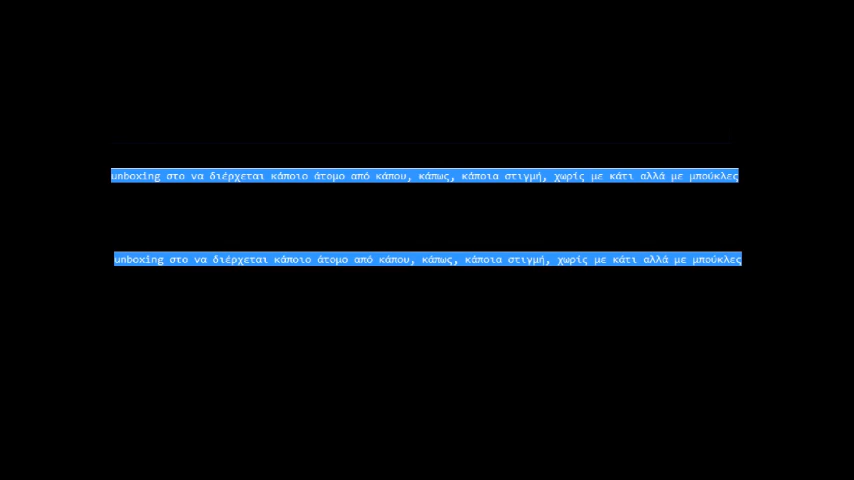 unboxing στο να διέρχεται κάποιο άτομο από κάπου, κάπως, κάποια στιγμή, χωρίς με κάτι αλλά με μπούκλες
unboxing στο να διέρχεται κάποιο άτομο από κάπου, κάπως, κάποια στιγμή, χωρίς με κάτι αλλά με μπούκλες